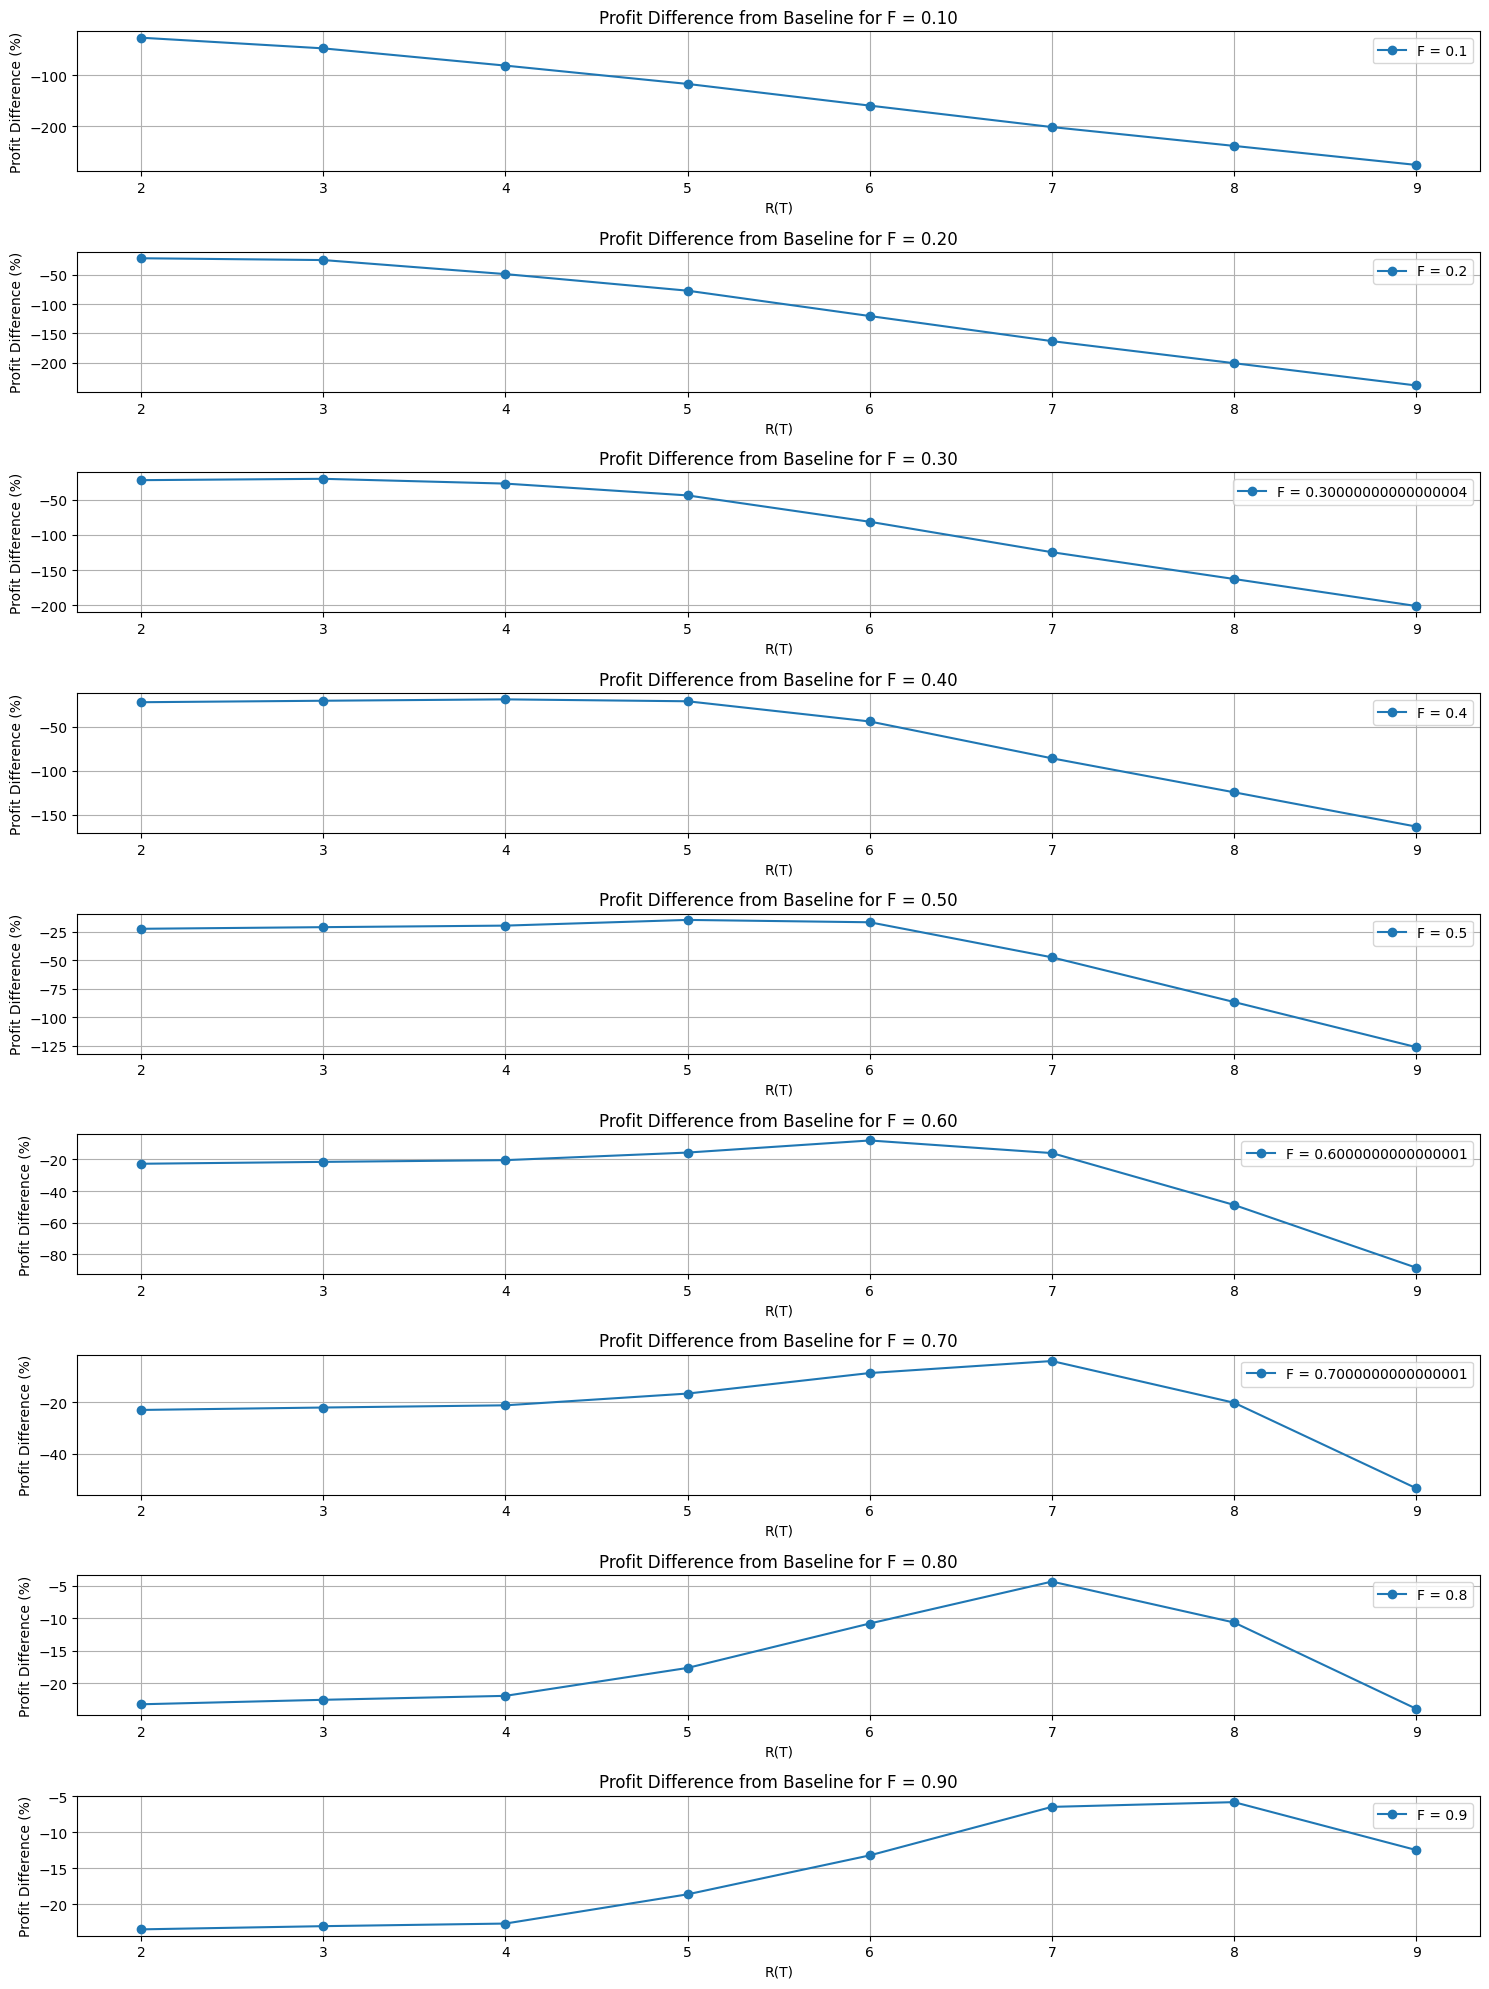 Profit Difference from Baseline for F = 0.10
Profit Difference (%)
−100
−200
F = 0.1
2 3 4 5 6 7 8 9
R(T)
Profit Difference from Baseline for F = 0.20
Profit Difference (%)
−50
−100
−150
−200
F = 0.2
2 3 4 5 6 7 8 9
R(T)
Profit Difference from Baseline for F = 0.30
Profit Difference (%)
−50
−100
−150
−200
F = 0.30000000000000004
2 3 4 5 6 7 8 9
R(T)
Profit Difference from Baseline for F = 0.40
Profit Difference (%)
−50
−100
−150
F = 0.4
2 3 4 5 6 7 8 9
R(T)
Profit Difference from Baseline for F = 0.50
Profit Difference (%)
−25
−50
−75
−100
−125
F = 0.5
2 3 4 5 6 7 8 9
R(T)
Profit Difference from Baseline for F = 0.60
Profit Difference (%)
−20
−40
−60
−80
F = 0.6000000000000001
2 3 4 5 6 7 8 9
R(T)
Profit Difference from Baseline for F = 0.70
Profit Difference (%)
−20
−40
F = 0.7000000000000001
2 3 4 5 6 7 8 9
R(T)
Profit Difference from Baseline for F = 0.80
Profit Difference (%)
−5
−10
−15
−20
F = 0.8
2 3 4 5 6 7 8 9
R(T)
Profit Difference from Baseline for F = 0.90
Profit Difference (%)
−5
−10
−15
−20
F = 0.9
2 3 4 5 6 7 8 9
R(T)